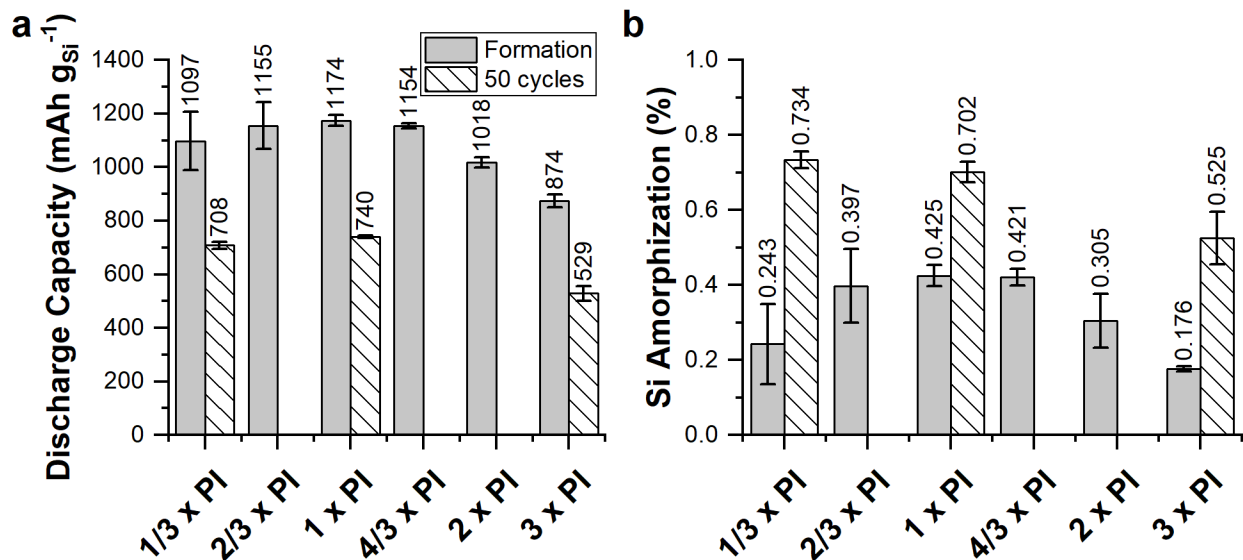 a
Discharge Capacity (mAh gSi⁻¹)
1400
1200
1000
800
600
400
200
0
Formation
50 cycles
1097
708
1155
1174
740
1154
1018
874
529
1/3 x PI
2/3 x PI
1 x PI
4/3 x PI
2 x PI
3 x PI
b
Si Amorphization (%)
1.0
0.8
0.6
0.4
0.2
0.0
0.243
0.734
0.397
0.425
0.702
0.421
0.305
0.176
0.525
1/3 x PI
2/3 x PI
1 x PI
4/3 x PI
2 x PI
3 x PI